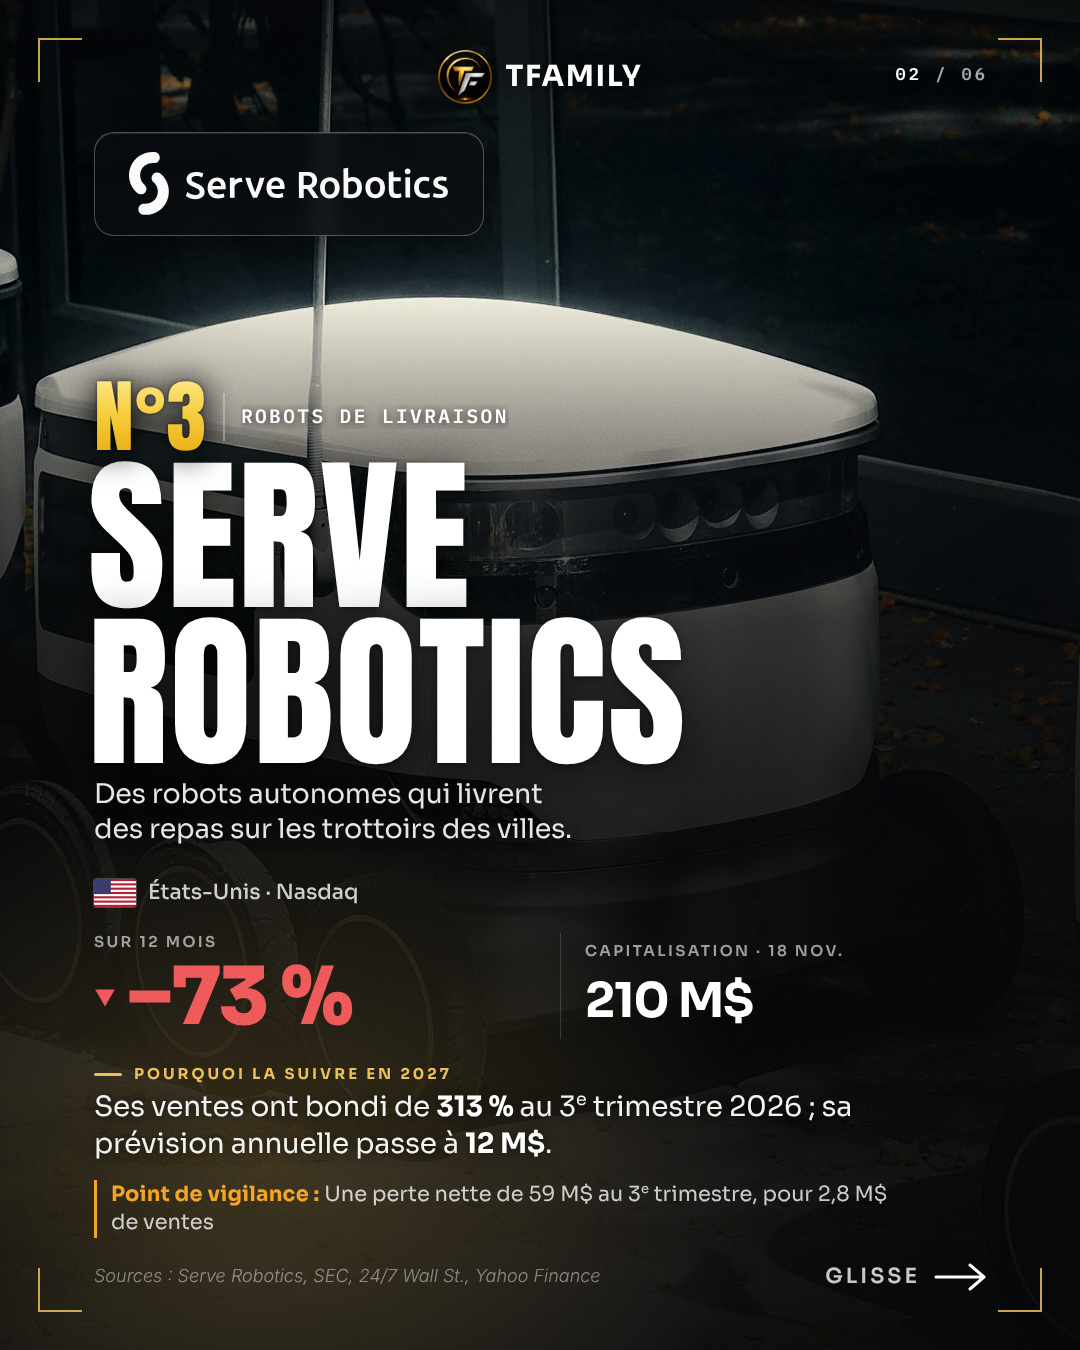 TFAMILY
02 / 06
Serve Robotics
N°3
ROBOTS DE LIVRAISON
SERVE
ROBOTICS
Des robots autonomes qui livrent
des repas sur les trottoirs des villes.
États-Unis · Nasdaq
SUR 12 MOIS
▼ −73 %
CAPITALISATION · 18 NOV.
210 M$
POURQUOI LA SUIVRE EN 2027
Ses ventes ont bondi de 313 % au 3e trimestre 2026 ; sa
prévision annuelle passe à 12 M$.
Point de vigilance : Une perte nette de 59 M$ au 3e trimestre, pour 2,8 M$
de ventes
Sources : Serve Robotics, SEC, 24/7 Wall St., Yahoo Finance
GLISSE →